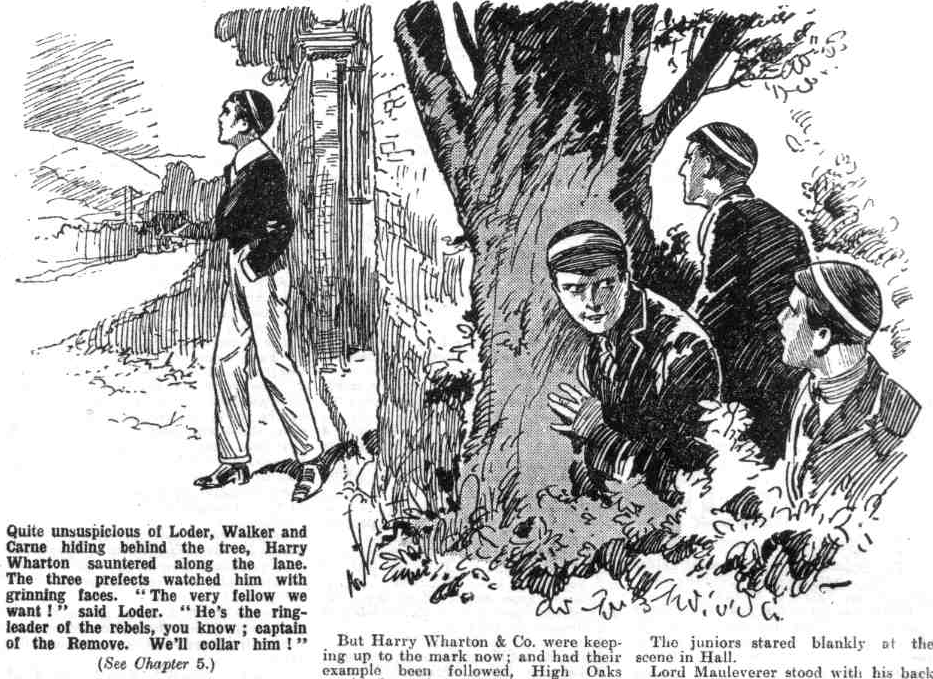 Quite unsuspicious of Loder, Walker and
Carne hiding behind the tree, Harry
Wharton sauntered along the lane.
The three prefects watched him with
grinning faces. “The very fellow we
want!” said Loder. “He’s the ring-
leader of the rebels, you know; captain
of the Remove. We’ll collar him!”
(See Chapter 5.)
But Harry Wharton & Co. were keep-
ing up to the mark now; and had their
example been followed, High Oaks
The juniors stared blankly at the
scene in Hall.
Lord Mauleverer stood with his back